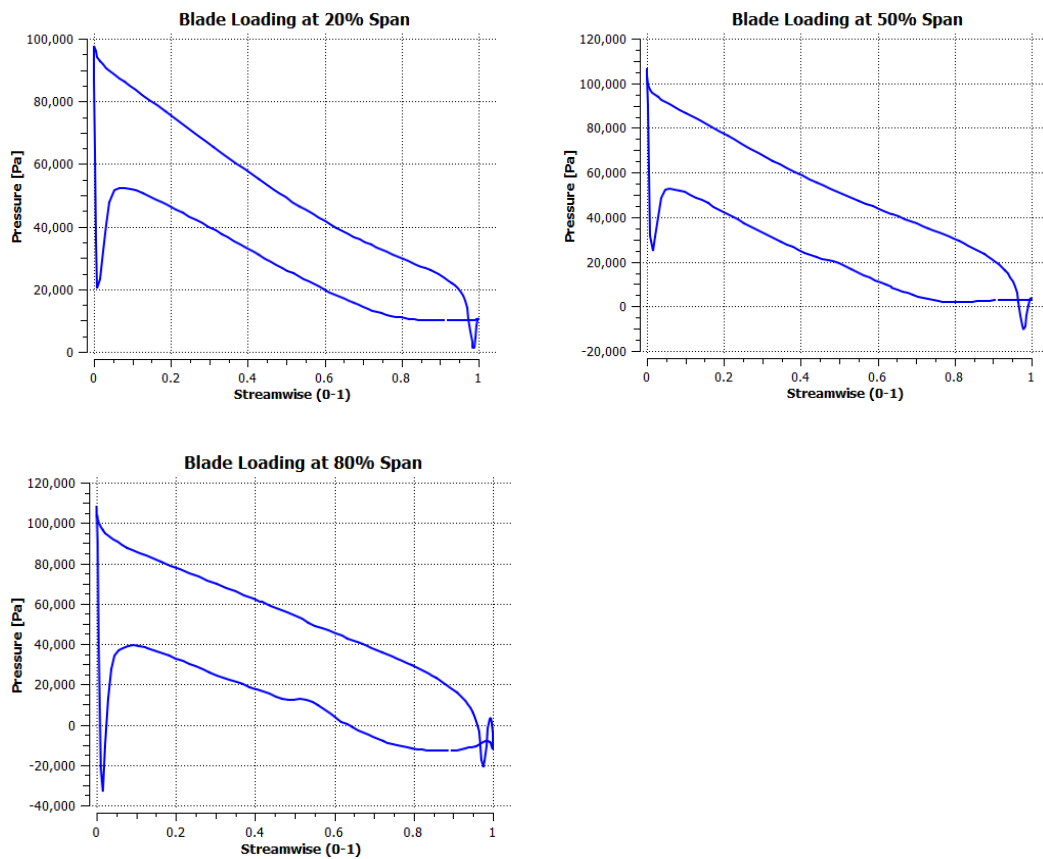 Blade Loading at 20% Span
100,000
80,000
60,000
40,000
20,000
0
Pressure [Pa]
0 0.2 0.4 0.6 0.8 1
Streamwise (0-1)
Blade Loading at 50% Span
120,000
100,000
80,000
60,000
40,000
20,000
0
-20,000
Pressure [Pa]
0 0.2 0.4 0.6 0.8 1
Streamwise (0-1)
Blade Loading at 80% Span
120,000
100,000
80,000
60,000
40,000
20,000
0
-20,000
-40,000
Pressure [Pa]
0 0.2 0.4 0.6 0.8 1
Streamwise (0-1)